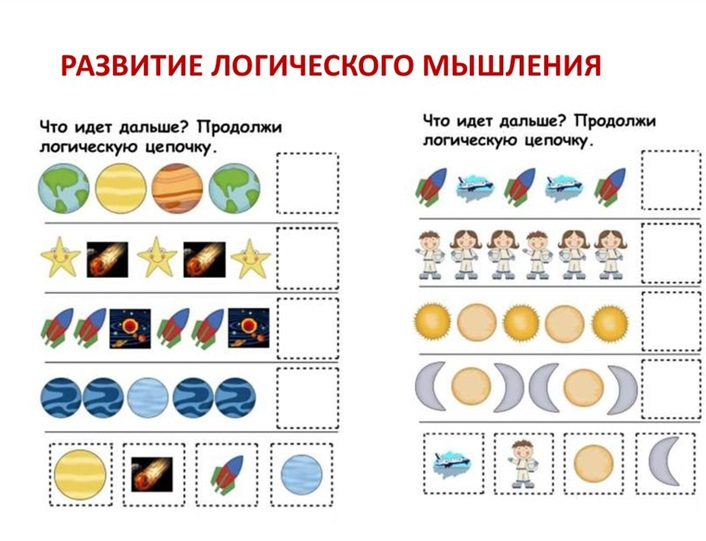 РАЗВИТИЕ ЛОГИЧЕСКОГО МЫШЛЕНИЯ
Что идет дальше? Продолжи
логическую цепочку.
Что идет дальше? Продолжи
логическую цепочку.